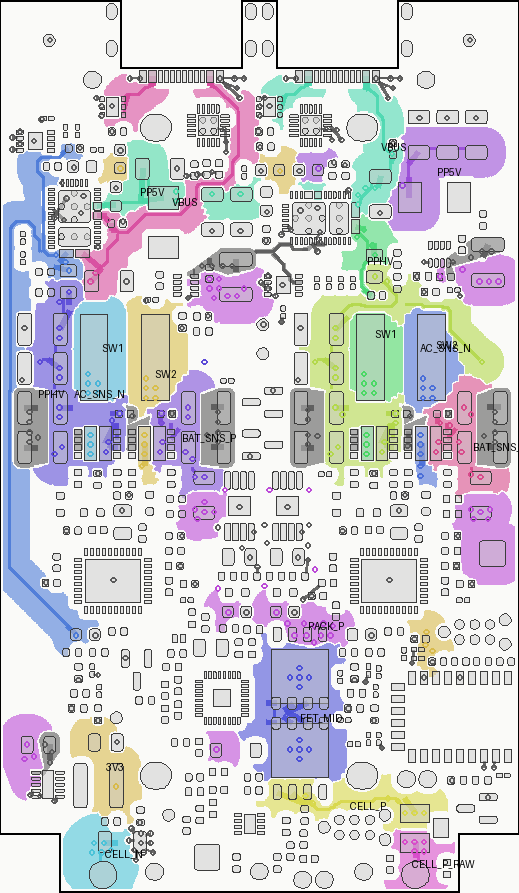 VBUS
PP5V
PP5V
VBUS
PPHV
SW1
SW1
SW2
AC_SNS_N
SW2
PPHV
AC_SNS_N
BAT_SNS_P
BAT_SNS_
PACK_P
FET_MID
3V3
CELL_P
CELL_N
CELL_P_RAW